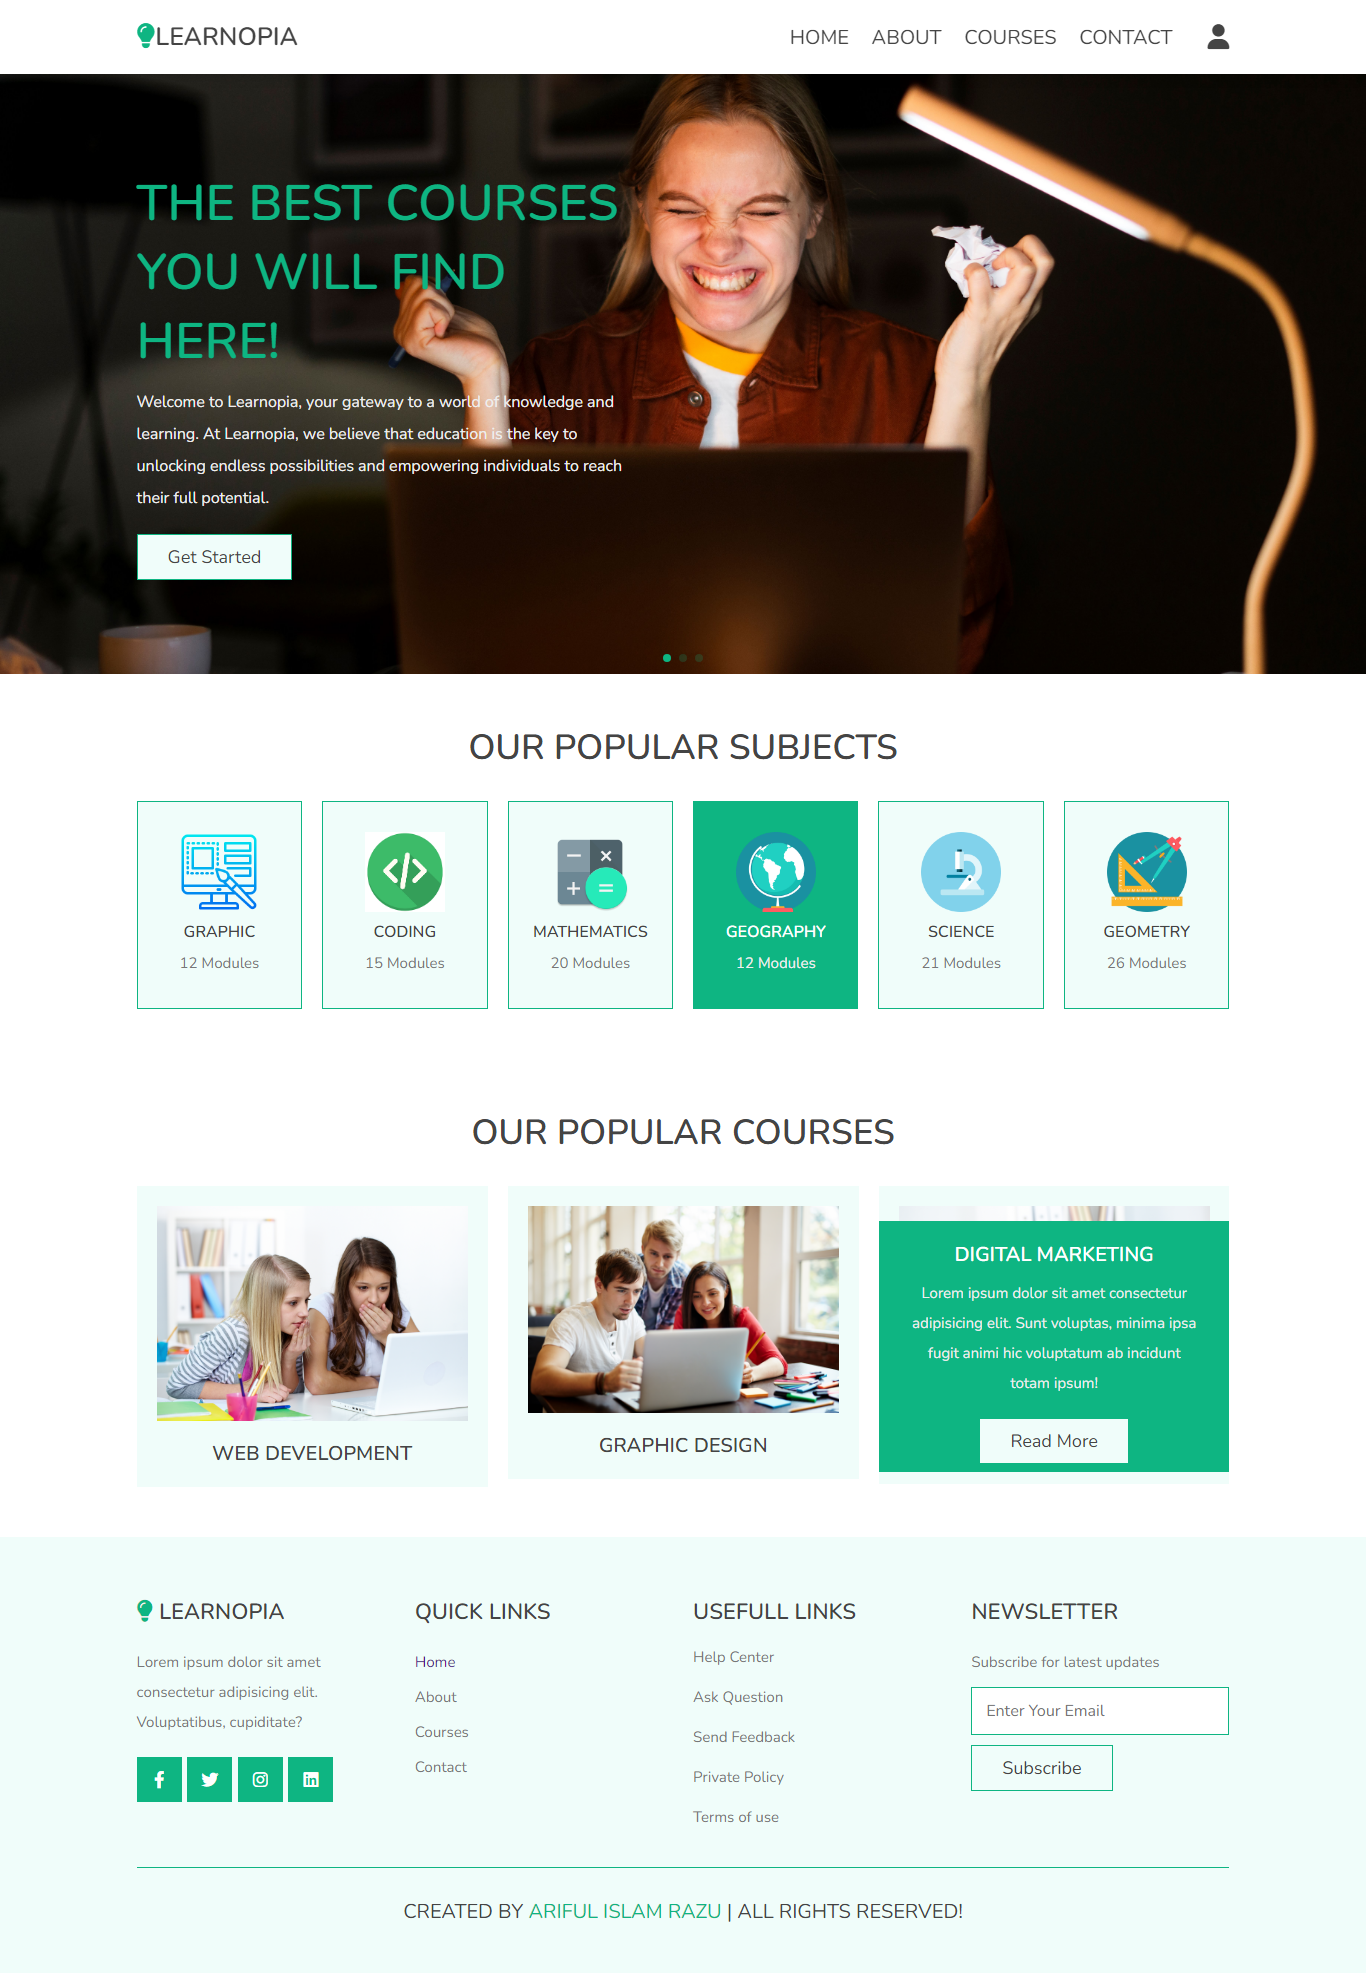 LEARNOPIA
HOME ABOUT COURSES CONTACT
THE BEST COURSES
YOU WILL FIND
HERE!
Welcome to Learnopia, your gateway to a world of knowledge and
learning. At Learnopia, we believe that education is the key to
unlocking endless possibilities and empowering individuals to reach
their full potential.
Get Started
OUR POPULAR SUBJECTS
GRAPHIC
12 Modules
CODING
15 Modules
MATHEMATICS
20 Modules
GEOGRAPHY
12 Modules
SCIENCE
21 Modules
GEOMETRY
26 Modules
OUR POPULAR COURSES
WEB DEVELOPMENT
GRAPHIC DESIGN
DIGITAL MARKETING
Lorem ipsum dolor sit amet consectetur
adipisicing elit. Sunt voluptas, minima ipsa
fugit animi hic voluptatum ab incidunt
totam ipsum!
Read More
LEARNOPIA
Lorem ipsum dolor sit amet
consectetur adipisicing elit.
Voluptatibus, cupiditate?
QUICK LINKS
Home
About
Courses
Contact
USEFULL LINKS
Help Center
Ask Question
Send Feedback
Private Policy
Terms of use
NEWSLETTER
Subscribe for latest updates
Enter Your Email
Subscribe
CREATED BY ARIFUL ISLAM RAZU | ALL RIGHTS RESERVED!